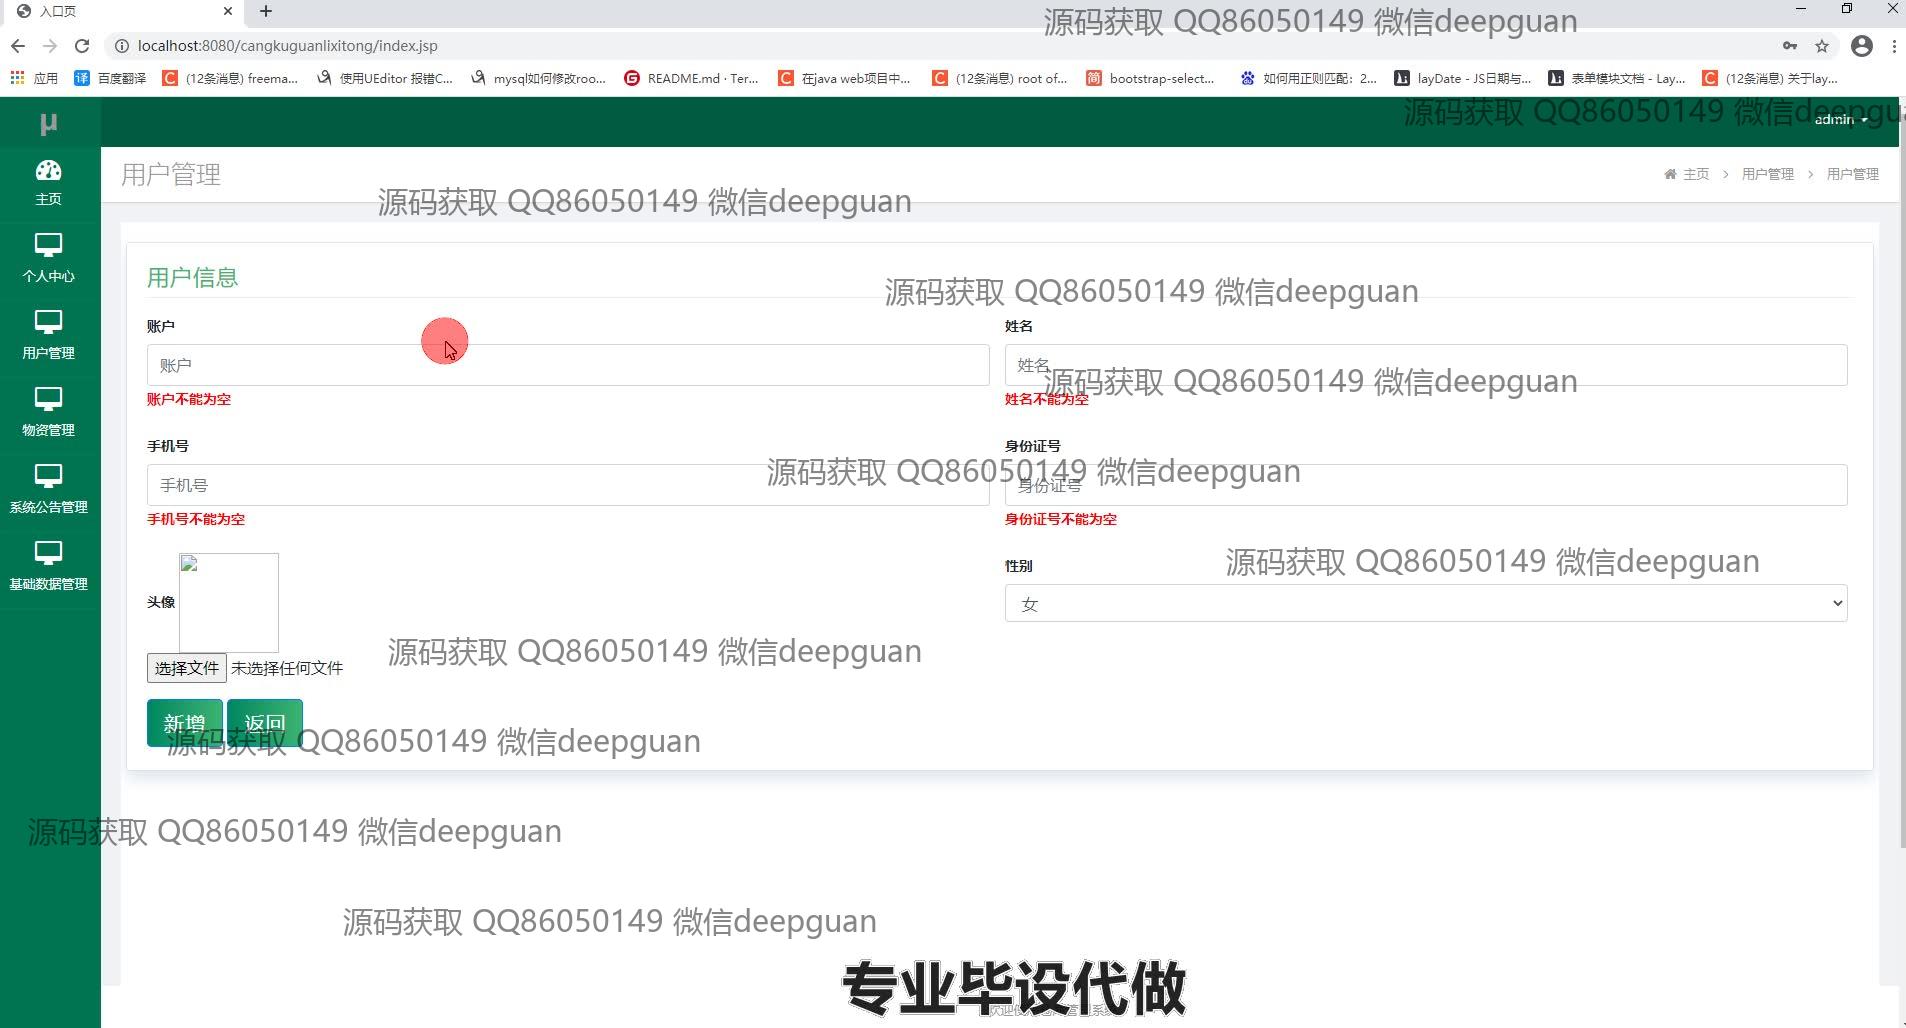 入口页
源码获取 QQ86050149 微信deepguan
localhost:8080/cangkuguanlixitong/index.jsp
应用 百度翻译 (12条消息) freema... 使用UEditor 报错C... mysql如何修改roo... README.md · Ter... 在java web项目中... (12条消息) root of... bootstrap-select... 如何用正则匹配：2... layDate - JS日期与... 表单模块文档 - Lay... (12条消息) 关于lay...
μ
源码获取 QQ86050149 微信deepgu
admin
用户管理
主页 > 用户管理 > 用户管理
主页
源码获取 QQ86050149 微信deepguan
个人中心
用户信息
源码获取 QQ86050149 微信deepguan
账户 姓名
用户管理
账户 姓名
源码获取 QQ86050149 微信deepguan
账户不能为空 姓名不能为空
物资管理
手机号 身份证号
源码获取 QQ86050149 微信deepguan
手机号 身份证号
系统公告管理
手机号不能为空 身份证号不能为空
源码获取 QQ86050149 微信deepguan
性别
基础数据管理
头像
女
源码获取 QQ86050149 微信deepguan
选择文件 未选择任何文件
新增 返回
源码获取 QQ86050149 微信deepguan
源码获取 QQ86050149 微信deepguan
源码获取 QQ86050149 微信deepguan
专业毕设代做